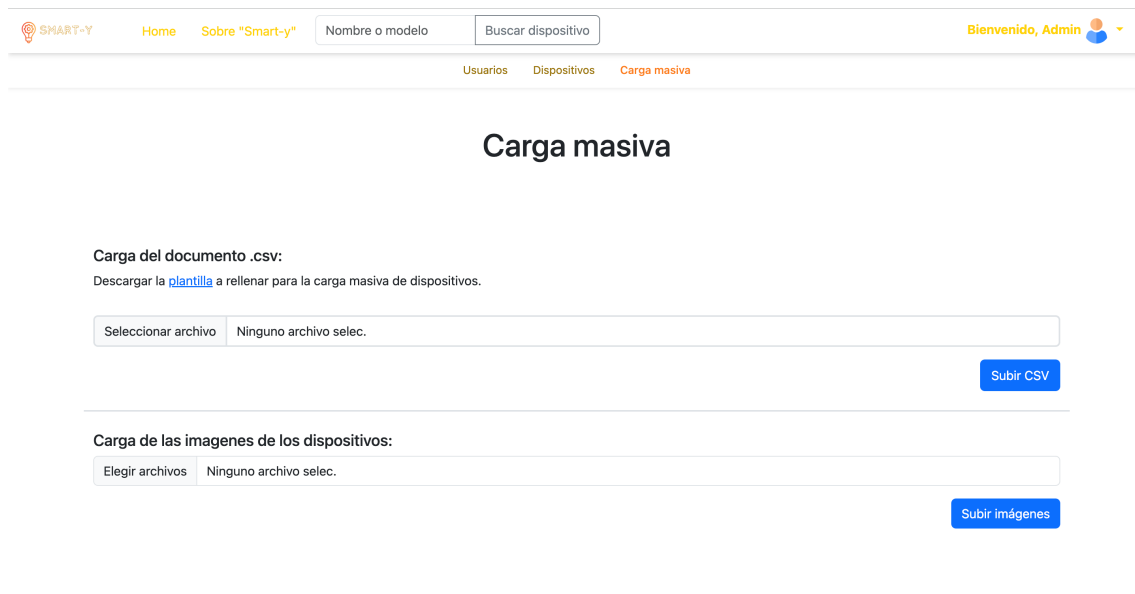 SMART-Y Home Sobre "Smart-y" Nombre o modelo Buscar dispositivo Bienvenido, Admin
Usuarios Dispositivos Carga masiva
Carga masiva
Carga del documento .csv:
Descargar la plantilla a rellenar para la carga masiva de dispositivos.
Seleccionar archivo Ninguno archivo selec.
Subir CSV
Carga de las imagenes de los dispositivos:
Elegir archivos Ninguno archivo selec.
Subir imágenes